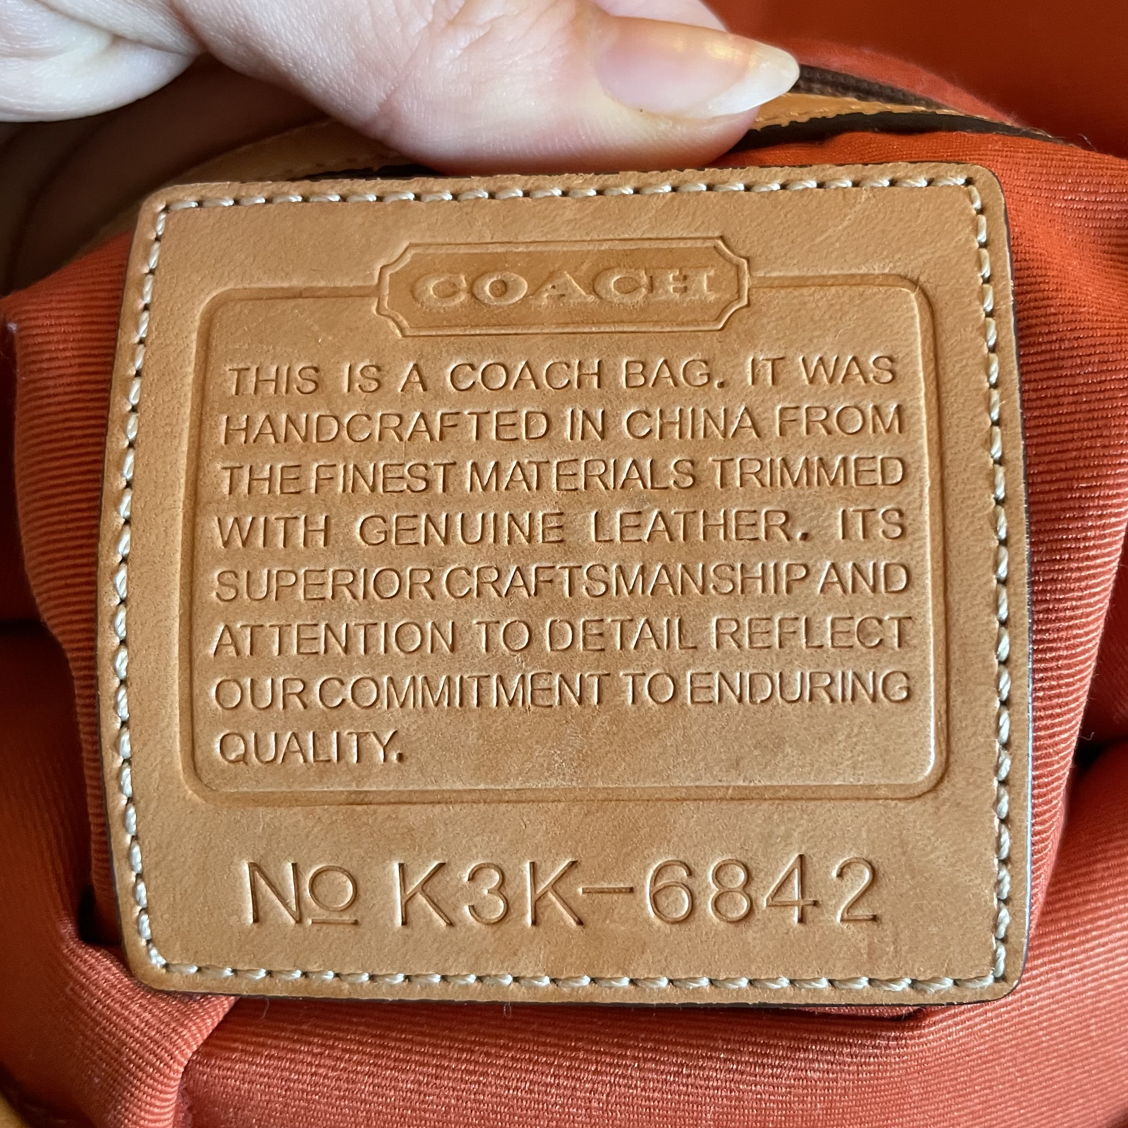 COACH
THIS IS A COACH BAG. IT WAS
HANDCRAFTED IN CHINA FROM
THE FINEST MATERIALS TRIMMED
WITH GENUINE LEATHER. ITS
SUPERIOR CRAFTSMANSHIP AND
ATTENTION TO DETAIL REFLECT
OUR COMMITMENT TO ENDURING
QUALITY.
Nº K3K-6842